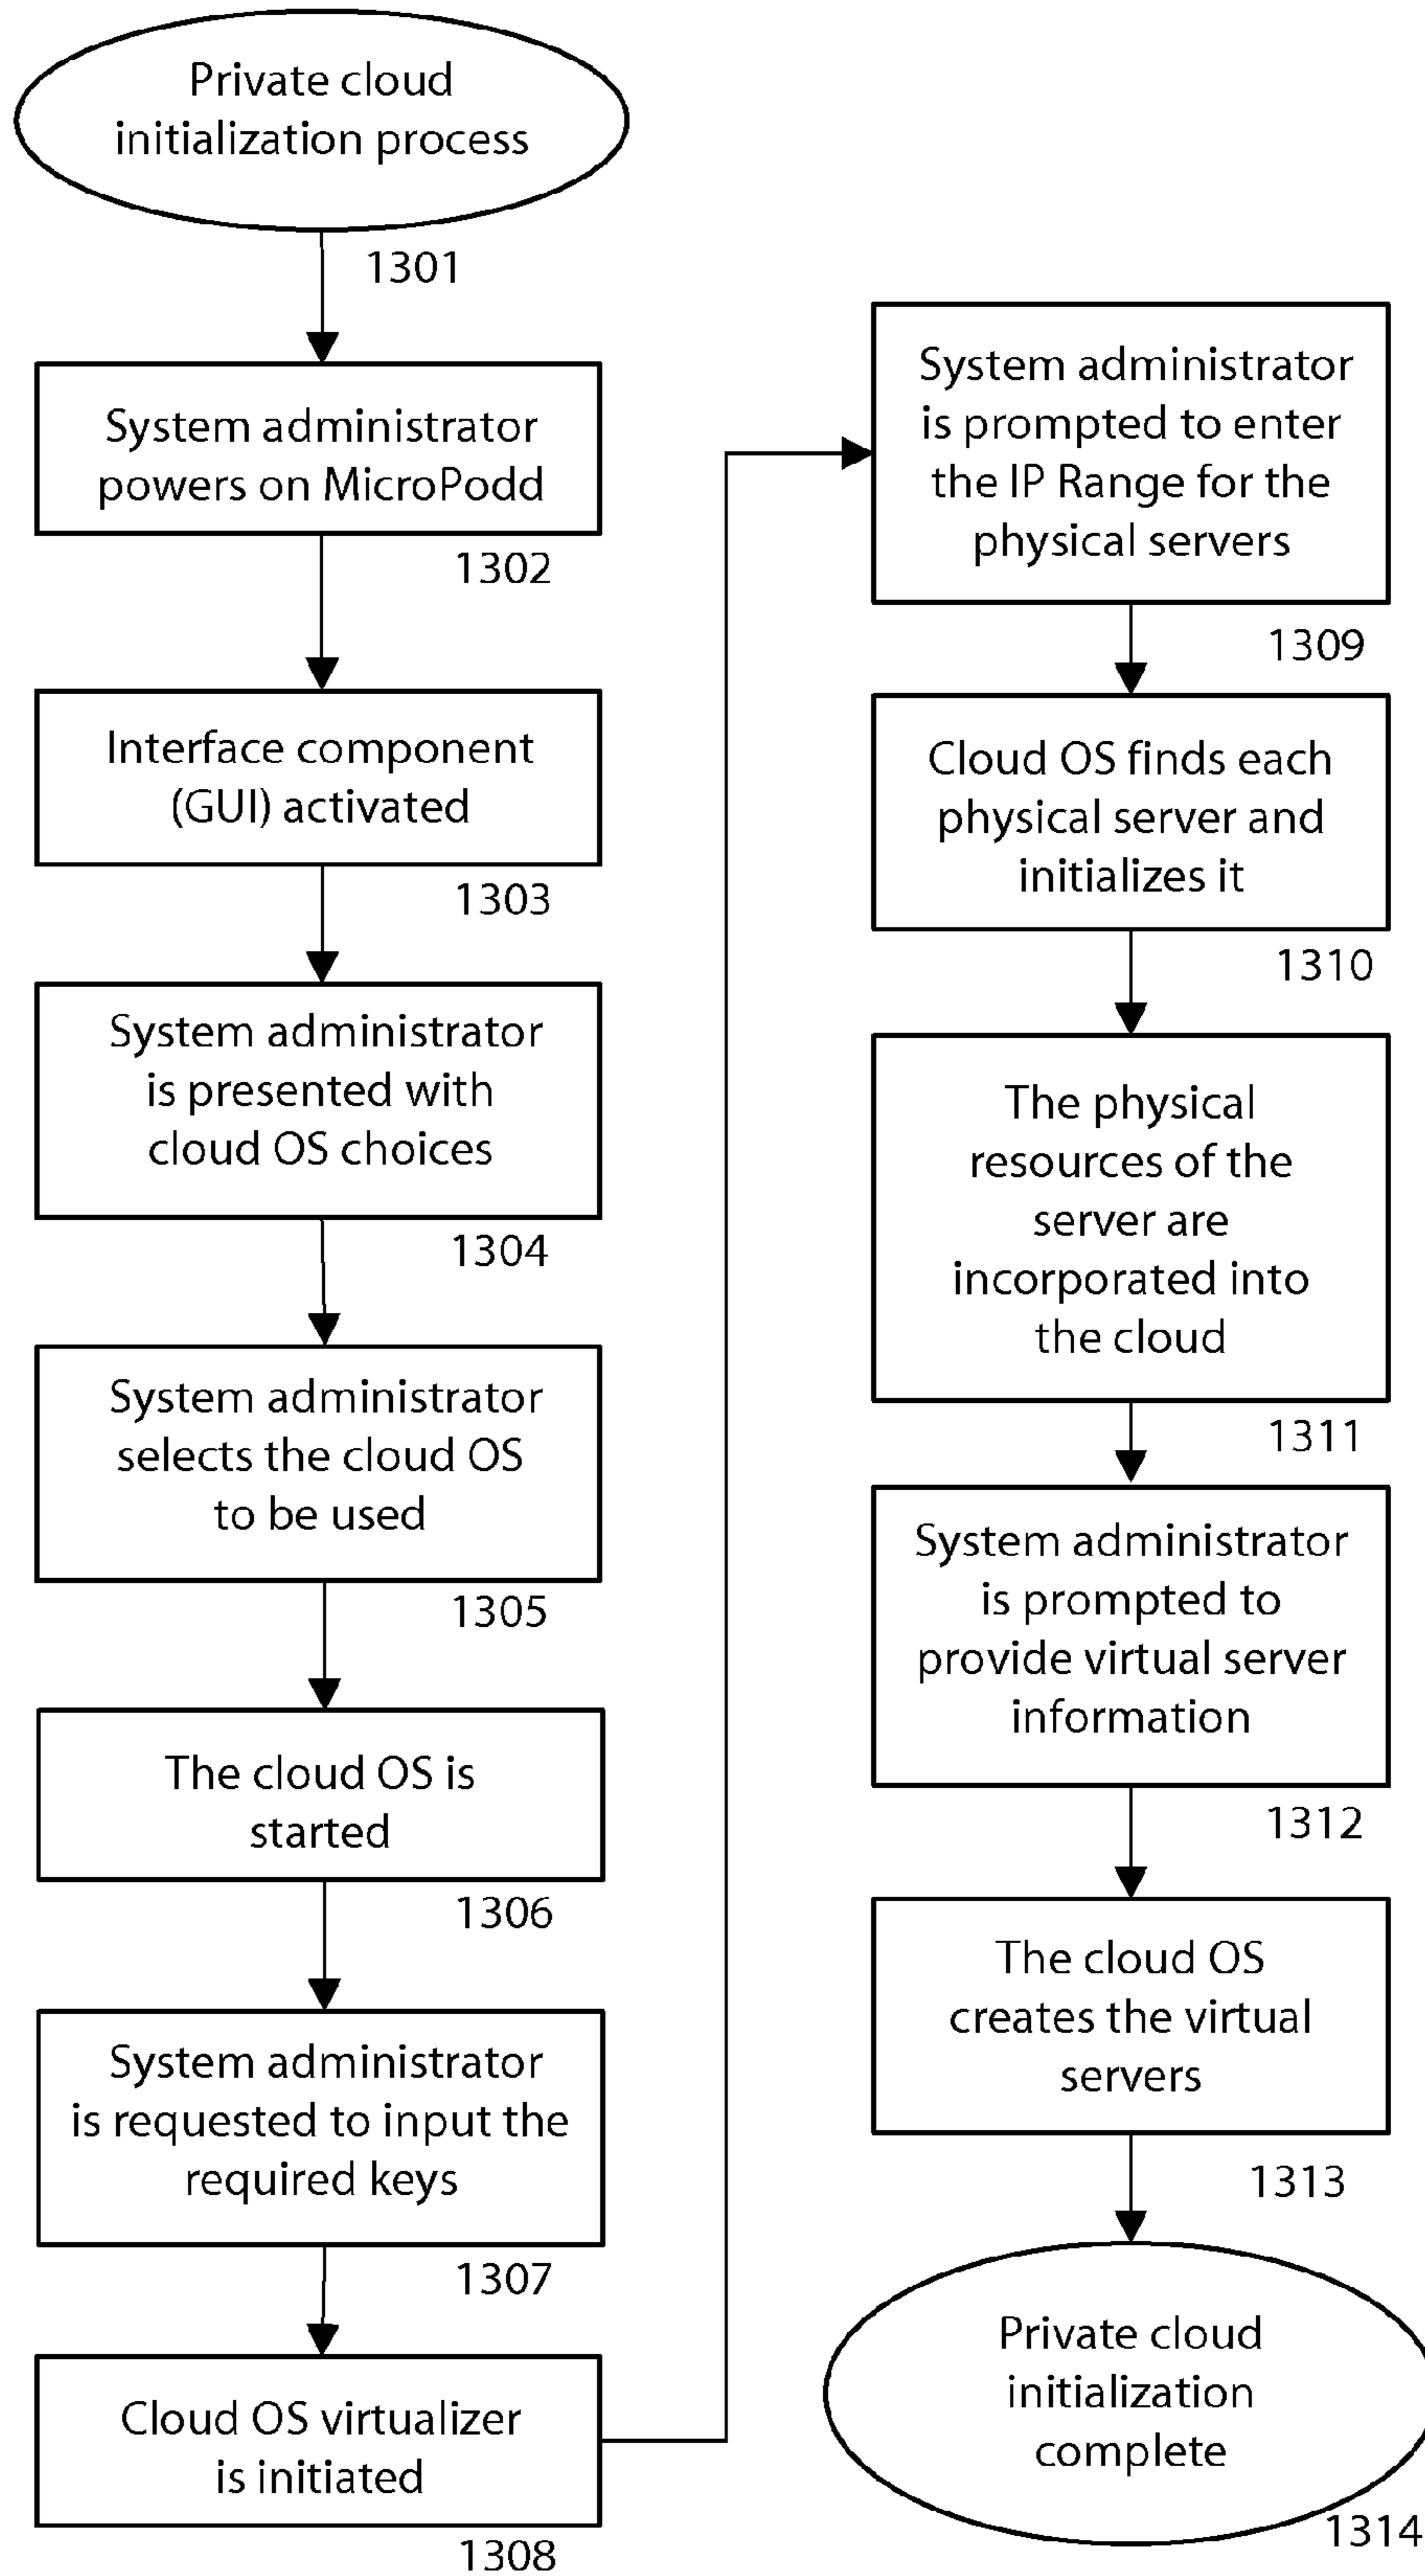 Private cloud
initialization process
1301
System administrator
powers on MicroPodd
1302
Interface component
(GUI) activated
1303
System administrator
is presented with
cloud OS choices
1304
System administrator
selects the cloud OS
to be used
1305
The cloud OS is
started
1306
System administrator
is requested to input the
required keys
1307
Cloud OS virtualizer
is initiated
1308
System administrator
is prompted to enter
the IP Range for the
physical servers
1309
Cloud OS finds each
physical server and
initializes it
1310
The physical
resources of the
server are
incorporated into
the cloud
1311
System administrator
is prompted to
provide virtual server
information
1312
The cloud OS
creates the virtual
servers
1313
Private cloud
initialization
complete
1314